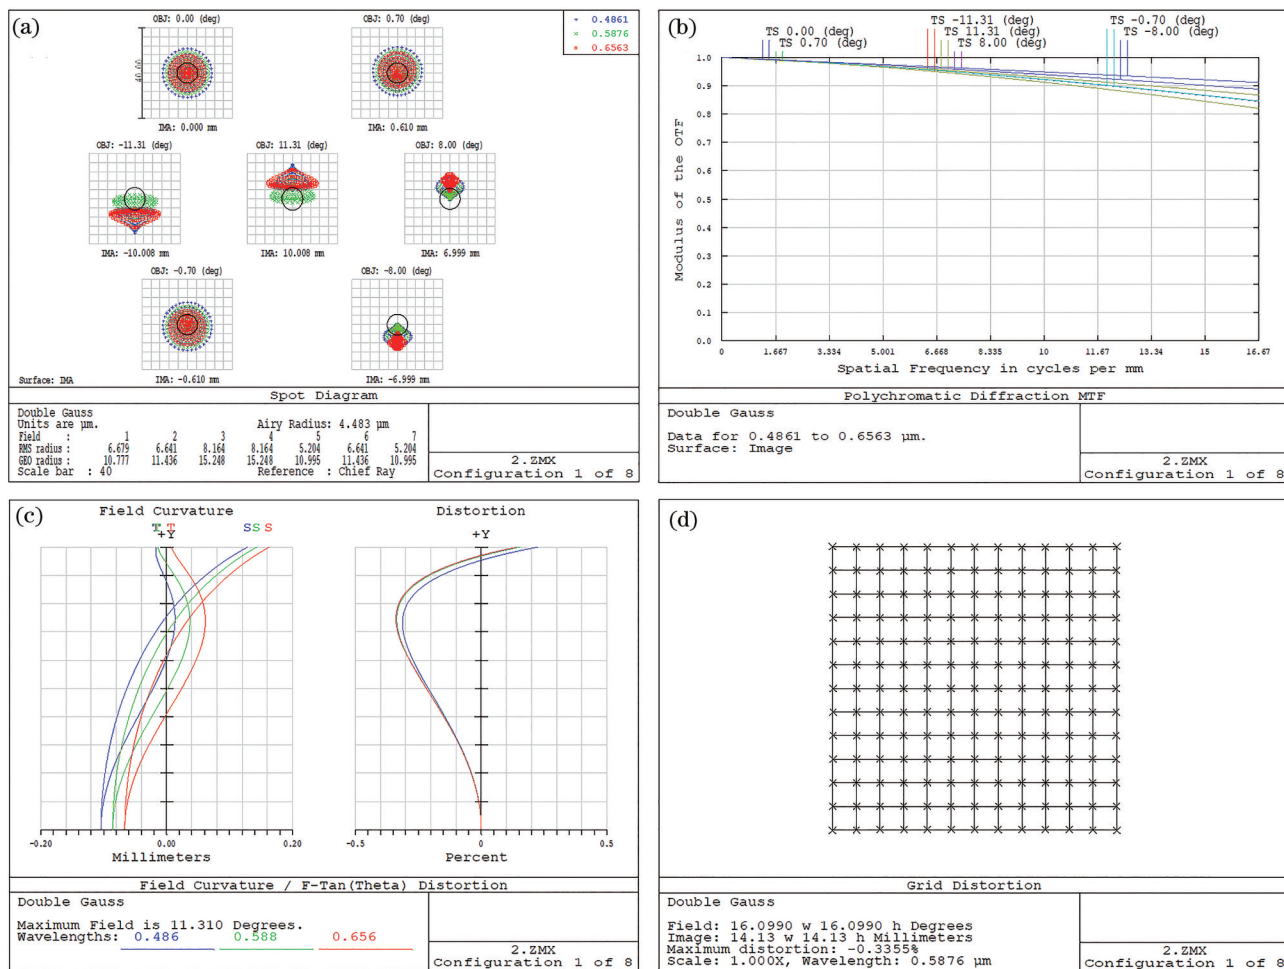 (a)
OBJ: 0.00 (deg)
OBJ: 0.70 (deg)
0.4861
0.5876
0.6563
40.00
IMA: 0.000 mm
IMA: 0.610 mm
OBJ: -11.31 (deg)
OBJ: 11.31 (deg)
OBJ: 8.00 (deg)
IMA: -10.008 mm
IMA: 10.008 mm
IMA: 6.999 mm
OBJ: -0.70 (deg)
OBJ: -8.00 (deg)
Surface: IMA
IMA: -0.610 mm
IMA: -6.999 mm
Spot Diagram
Double Gauss
Units are μm.
Airy Radius: 4.483 μm
Field : 1 2 3 4 5 6 7
RMS radius : 6.679 6.641 8.164 8.164 5.204 6.641 5.204
GEO radius : 10.777 11.436 15.248 15.248 10.995 11.436 10.995
Scale bar : 40
Reference : Chief Ray
2.ZMX
Configuration 1 of 8
(b)
TS -11.31 (deg)
TS -0.70 (deg)
TS 0.00 (deg)
TS 11.31 (deg)
TS -8.00 (deg)
TS 0.70 (deg)
TS 8.00 (deg)
1.0
0.9
0.8
0.7
0.6
0.5
0.4
0.3
0.2
0.1
0.0
Modulus of the OTF
0 1.667 3.334 5.001 6.668 8.335 10 11.67 13.34 15 16.67
Spatial Frequency in cycles per mm
Polychromatic Diffraction MTF
Double Gauss
Data for 0.4861 to 0.6563 μm.
Surface: Image
2.ZMX
Configuration 1 of 8
(c)
Field Curvature
Distortion
T T T S S S
+Y
+Y
-0.20 0.00 0.20
-0.5 0 0.5
Millimeters
Percent
Field Curvature / F-Tan(Theta) Distortion
Double Gauss
Maximum Field is 11.310 Degrees.
Wavelengths: 0.486 0.588 0.656
2.ZMX
Configuration 1 of 8
(d)
Grid Distortion
Double Gauss
Field: 16.0990 w 16.0990 h Degrees
Image: 14.13 w 14.13 h Millimeters
Maximum distortion: -0.3355%
Scale: 1.000X, Wavelength: 0.5876 μm
2.ZMX
Configuration 1 of 8